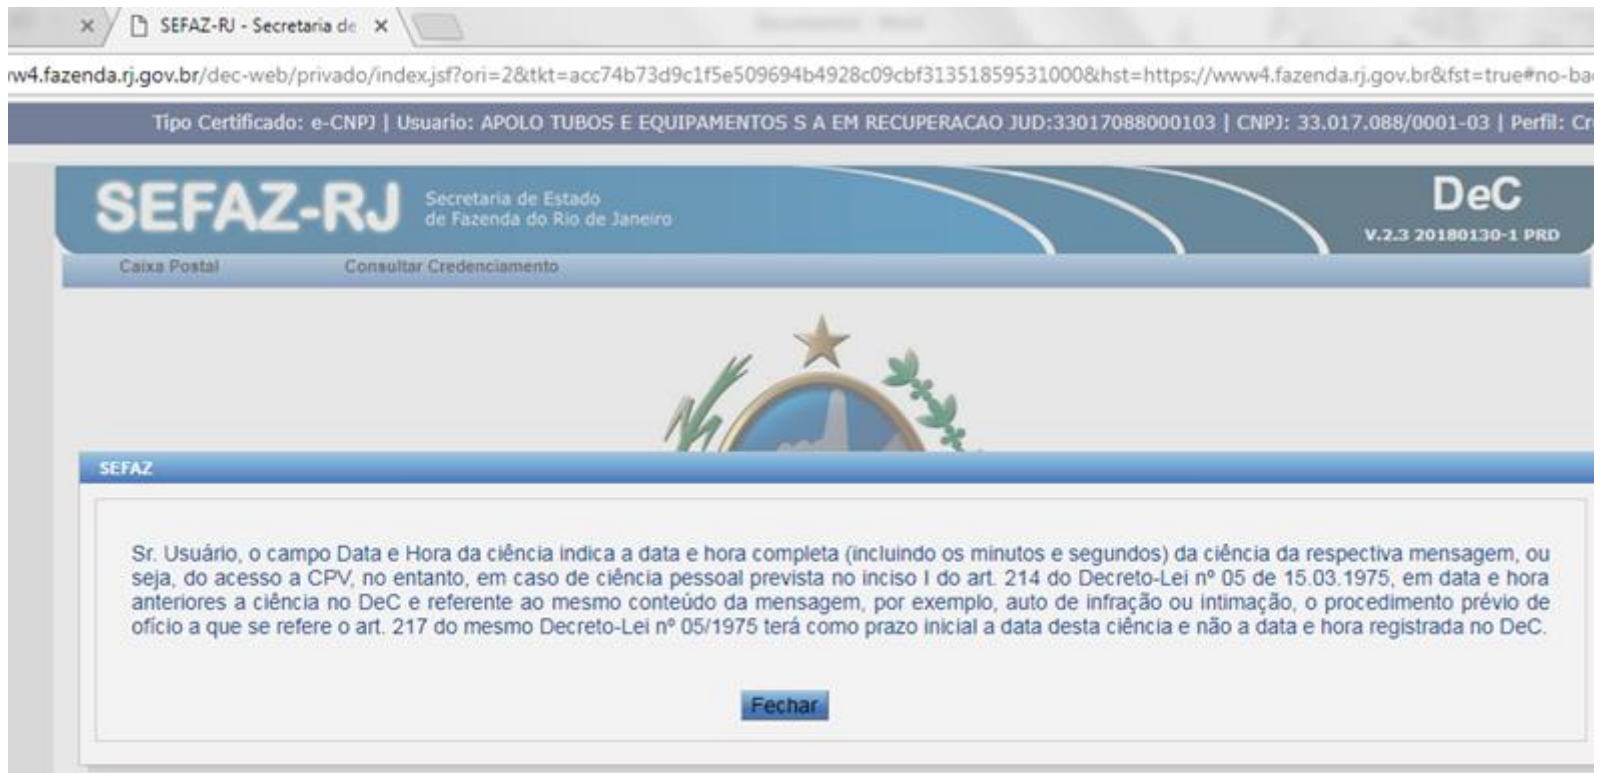 SEFAZ-RJ - Secretaria de
ww4.fazenda.rj.gov.br/dec-web/privado/index.jsf?ori=2&tkt=acc74b73d9c1f5e509694b4928c09cbf31351859531000&hst=https://www4.fazenda.rj.gov.br&fst=true#no-ba
Tipo Certificado: e-CNPJ | Usuario: APOLO TUBOS E EQUIPAMENTOS S A EM RECUPERACAO JUD:33017088000103 | CNPJ: 33.017.088/0001-03 | Perfil: Cr
SEFAZ-RJ
Secretaria de Estado
de Fazenda do Rio de Janeiro
DeC
V.2.3 20180130-1 PRD
Caixa Postal Consultar Credenciamento
SEFAZ
Sr. Usuário, o campo Data e Hora da ciência indica a data e hora completa (incluindo os minutos e segundos) da ciência da respectiva mensagem, ou
seja, do acesso a CPV, no entanto, em caso de ciência pessoal prevista no inciso I do art. 214 do Decreto-Lei nº 05 de 15.03.1975, em data e hora
anteriores a ciência no DeC e referente ao mesmo conteúdo da mensagem, por exemplo, auto de infração ou intimação, o procedimento prévio de
ofício a que se refere o art. 217 do mesmo Decreto-Lei nº 05/1975 terá como prazo inicial a data desta ciência e não a data e hora registrada no DeC.
Fechar